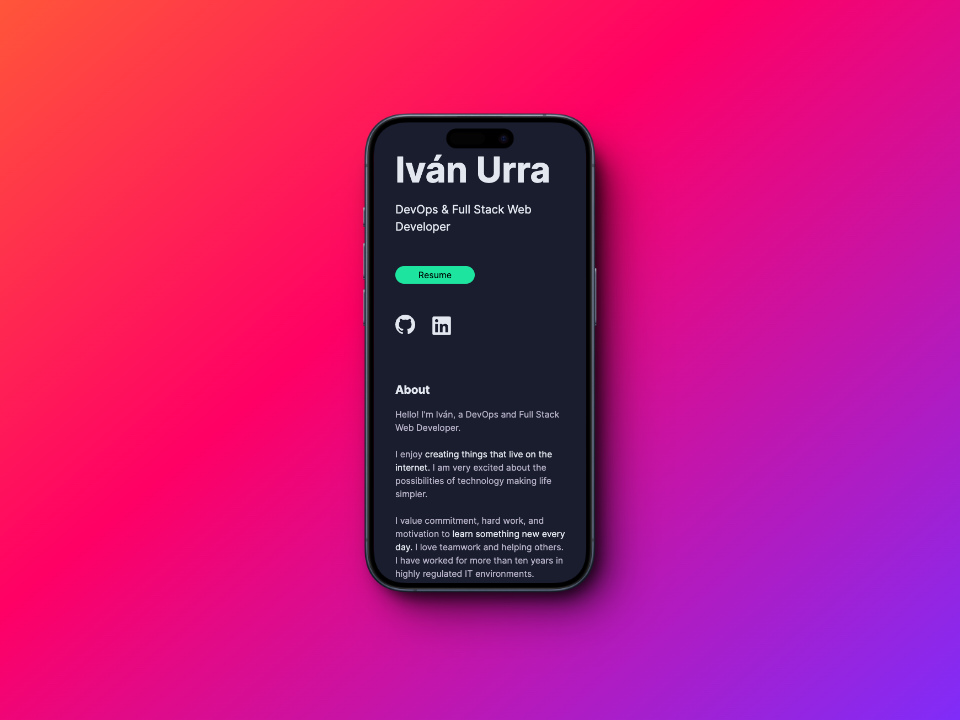 Iván Urra
DevOps & Full Stack Web
Developer
Resume
in
About
Hello! I'm Iván, a DevOps and Full Stack
Web Developer.
I enjoy creating things that live on the
internet. I am very excited about the
possibilities of technology making life
simpler.
I value commitment, hard work, and
motivation to learn something new every
day. I love teamwork and helping others.
I have worked for more than ten years in
highly regulated IT environments.